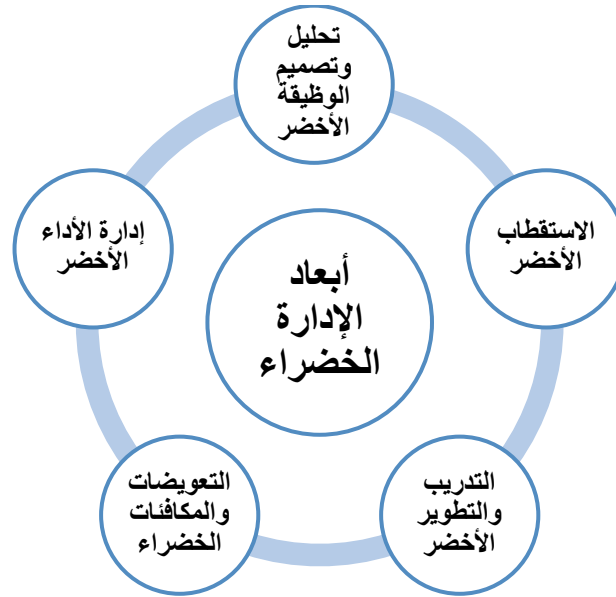 تحليل
وتصميم
الوظيفة
الأخضر
الاستقطاب
الأخضر
التدريب
والتطوير
الأخضر
التعويضات
والمكافئات
الخضراء
إدارة الأداء
الأخضر
أبعاد
الإدارة
الخضراء